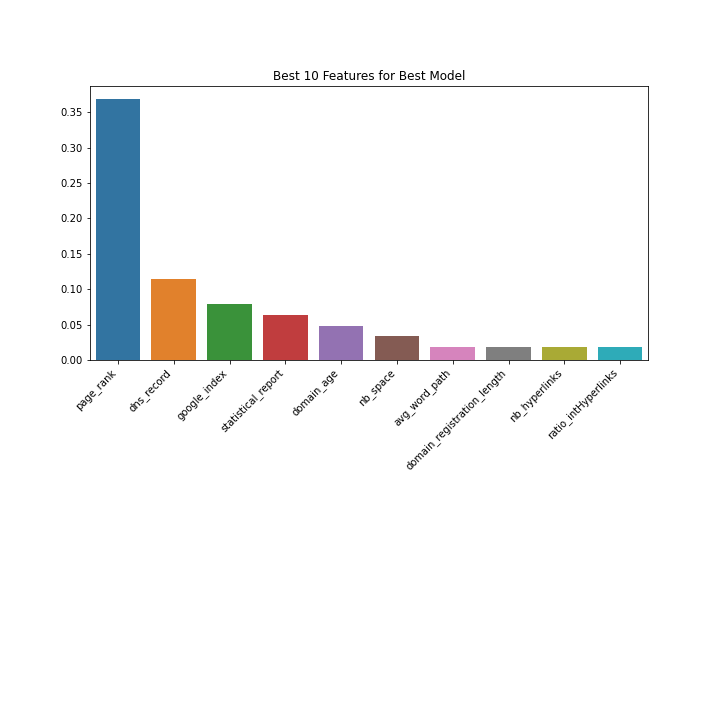 Best 10 Features for Best Model
0.35
0.30
0.25
0.20
0.15
0.10
0.05
0.00
page_rank
dns_record
google_index
statistical_report
domain_age
nb_space
avg_word_path
domain_registration_length
nb_hyperlinks
ratio_intHyperlinks